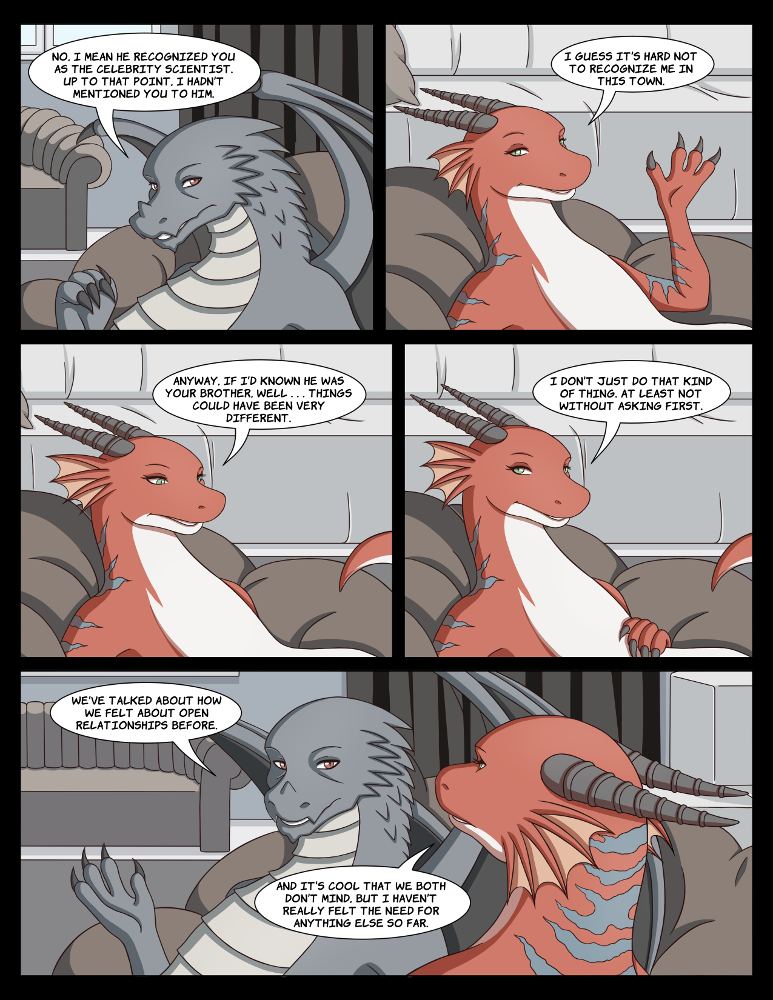 NO, I MEAN HE RECOGNIZED YOU
AS THE CELEBRITY SCIENTIST.
UP TO THAT POINT, I HADN'T
MENTIONED YOU TO HIM.
I GUESS IT'S HARD NOT
TO RECOGNIZE ME IN
THIS TOWN.
ANYWAY, IF I'D KNOWN HE WAS
YOUR BROTHER, WELL . . . THINGS
COULD HAVE BEEN VERY
DIFFERENT.
I DON'T JUST DO THAT KIND
OF THING. AT LEAST NOT
WITHOUT ASKING FIRST.
WE'VE TALKED ABOUT HOW
WE FELT ABOUT OPEN
RELATIONSHIPS BEFORE.
AND IT'S COOL THAT WE BOTH
DON'T MIND. BUT I HAVEN'T
REALLY FELT THE NEED FOR
ANYTHING ELSE SO FAR.